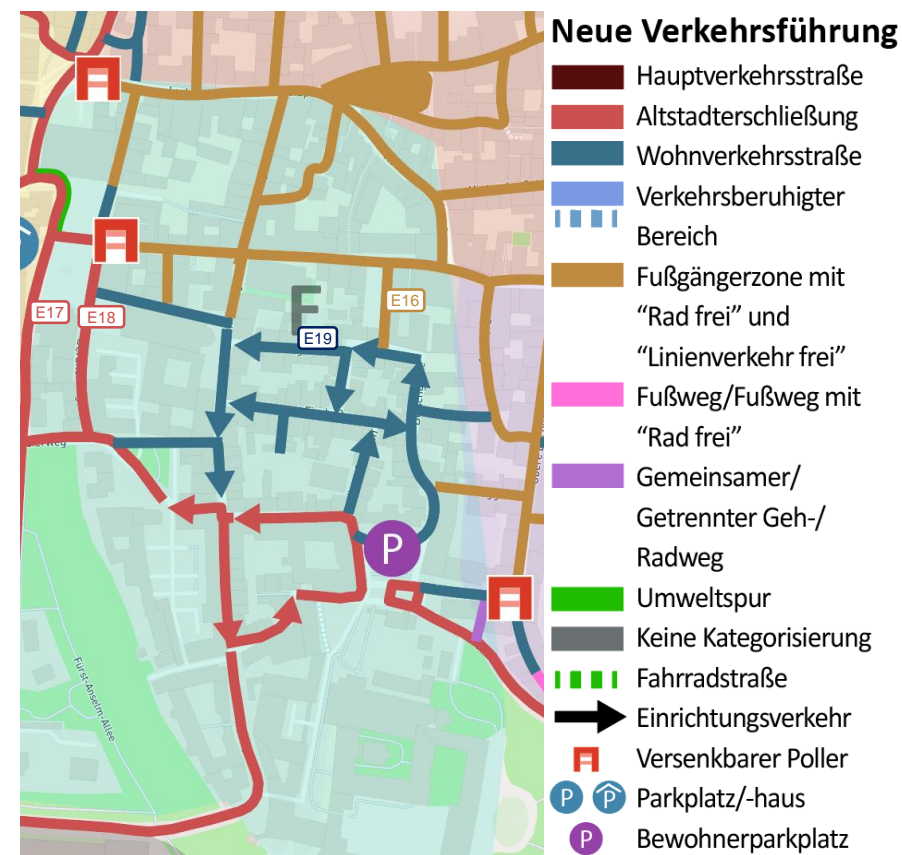 Neue Verkehrsführung
Hauptverkehrsstraße
Altstadterschließung
Wohnverkehrsstraße
Verkehrsberuhigter
Bereich
Fußgängerzone mit
“Rad frei” und
“Linienverkehr frei”
Fußweg/Fußweg mit
“Rad frei”
Gemeinsamer/
Getrennter Geh-/
Radweg
Umweltspur
Keine Kategorisierung
Fahrradstraße
Einrichtungsverkehr
Versenkbarer Poller
P P Parkplatz/-haus
P Bewohnerparkplatz
F
E16
E17
E18
E19
P
Fürst-Anselm-Allee